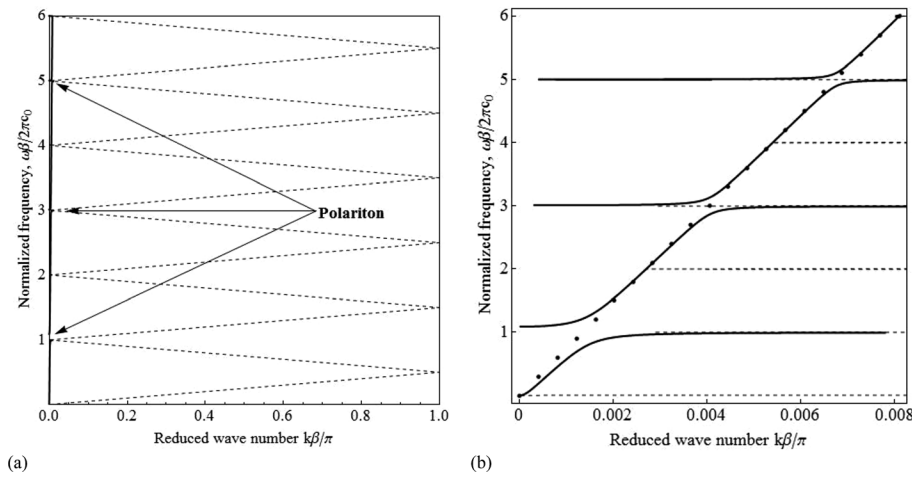 (a)
6
5
4
3
2
1
0
0.0
0.2
0.4
0.6
0.8
1.0
Normalized frequency, ωβ/2πc₀
Reduced wave number kβ/π
Polariton
(b)
6
5
4
3
2
1
0
0
0.002
0.004
0.006
0.008
Normalized frequency, ωβ/2πc₀
Reduced wave number kβ/π
(a)
(b)